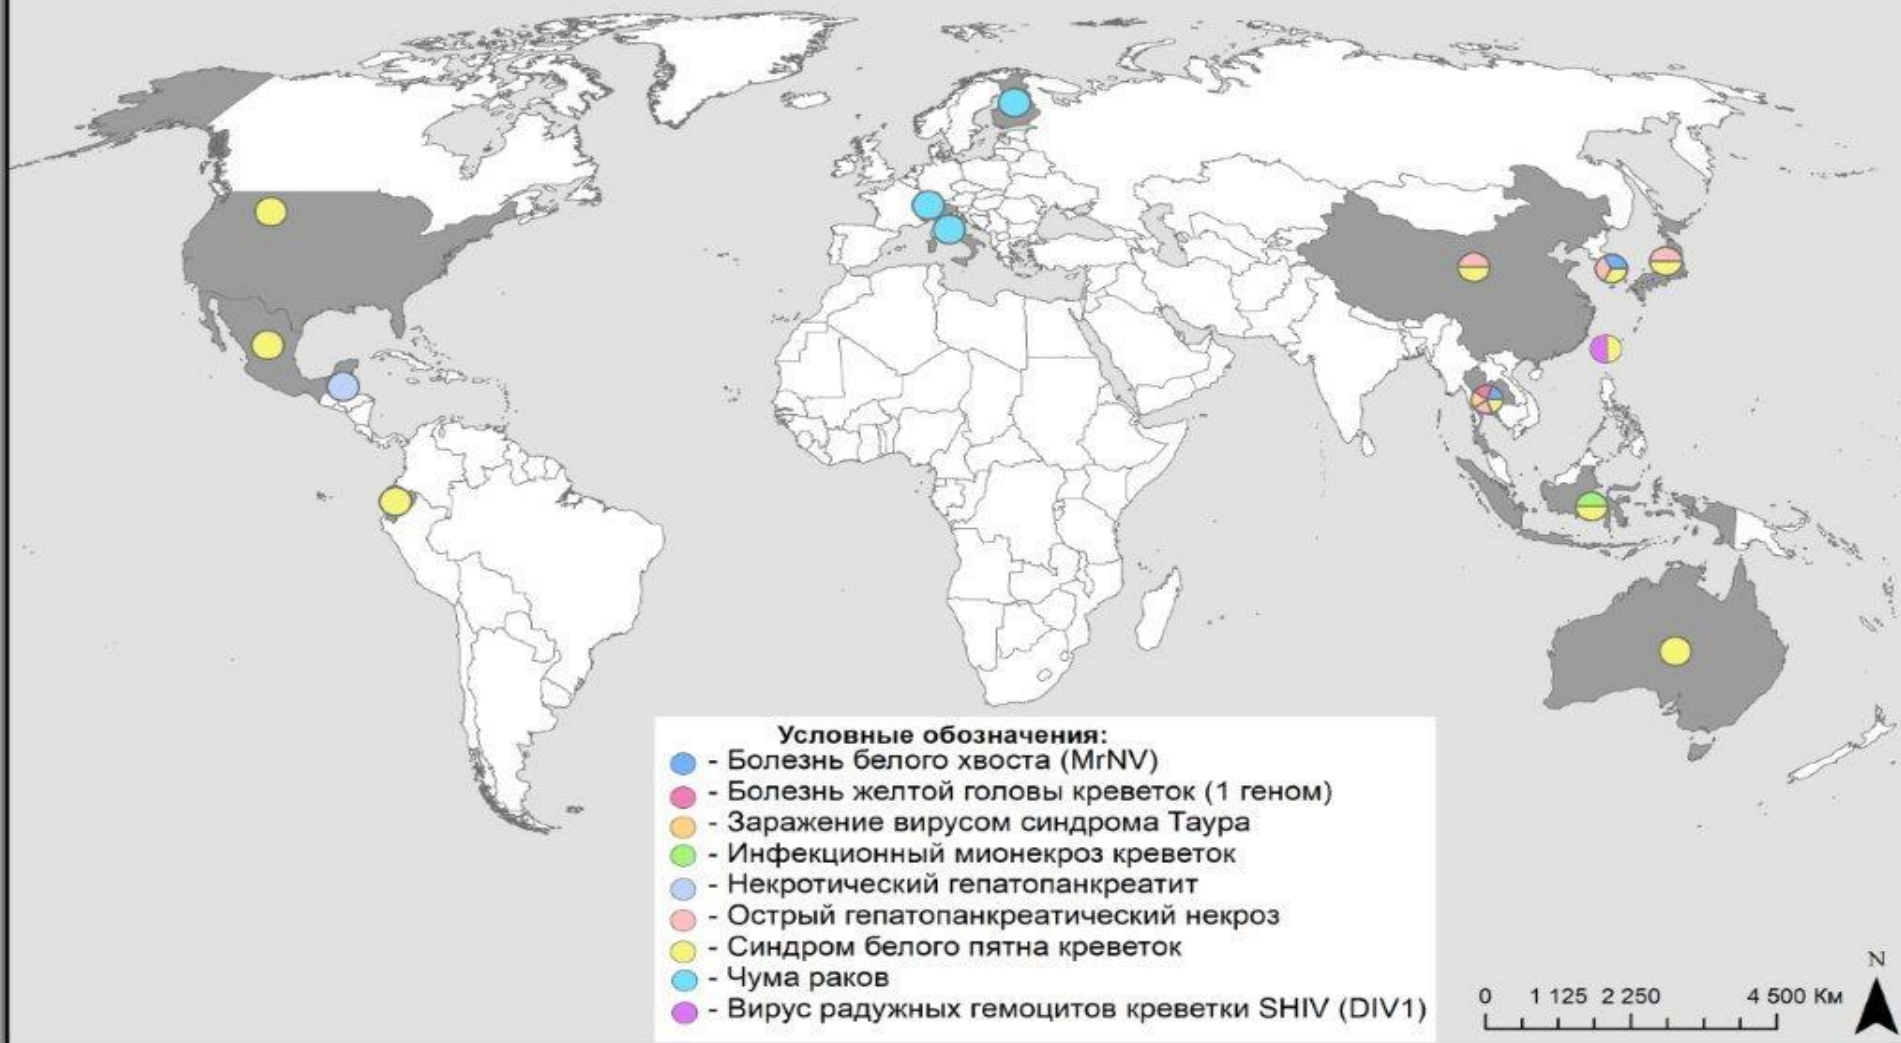 Условные обозначения:
- Болезнь белого хвоста (MrNV)
- Болезнь желтой головы креветок (1 геном)
- Заражение вирусом синдрома Таура
- Инфекционный мионекроз креветок
- Некротический гепатопанкреатит
- Острый гепатопанкреатический некроз
- Синдром белого пятна креветок
- Чума раков
- Вирус радужных гемоцитов креветки SHIV (DIV1)
N
0 1 125 2 250 4 500 Км